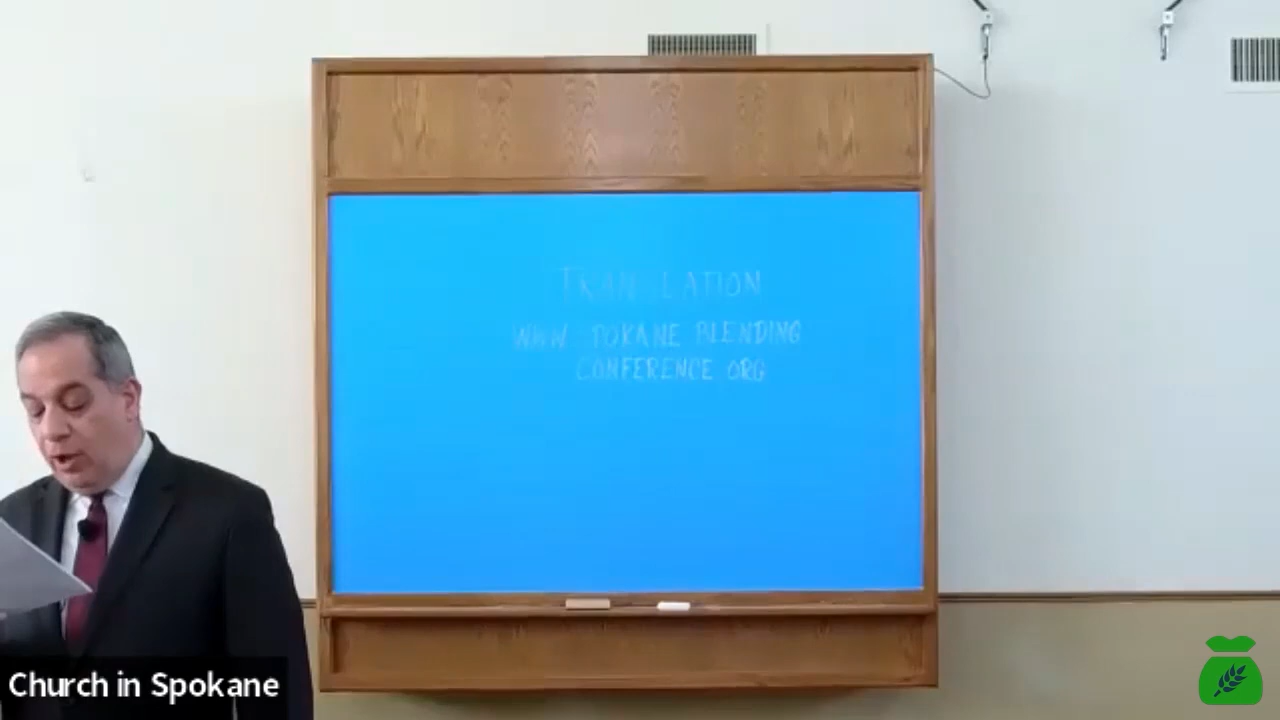 TRANSLATION
WWW SPOKANE BLENDING
CONFERENCE.ORG
Church in Spokane